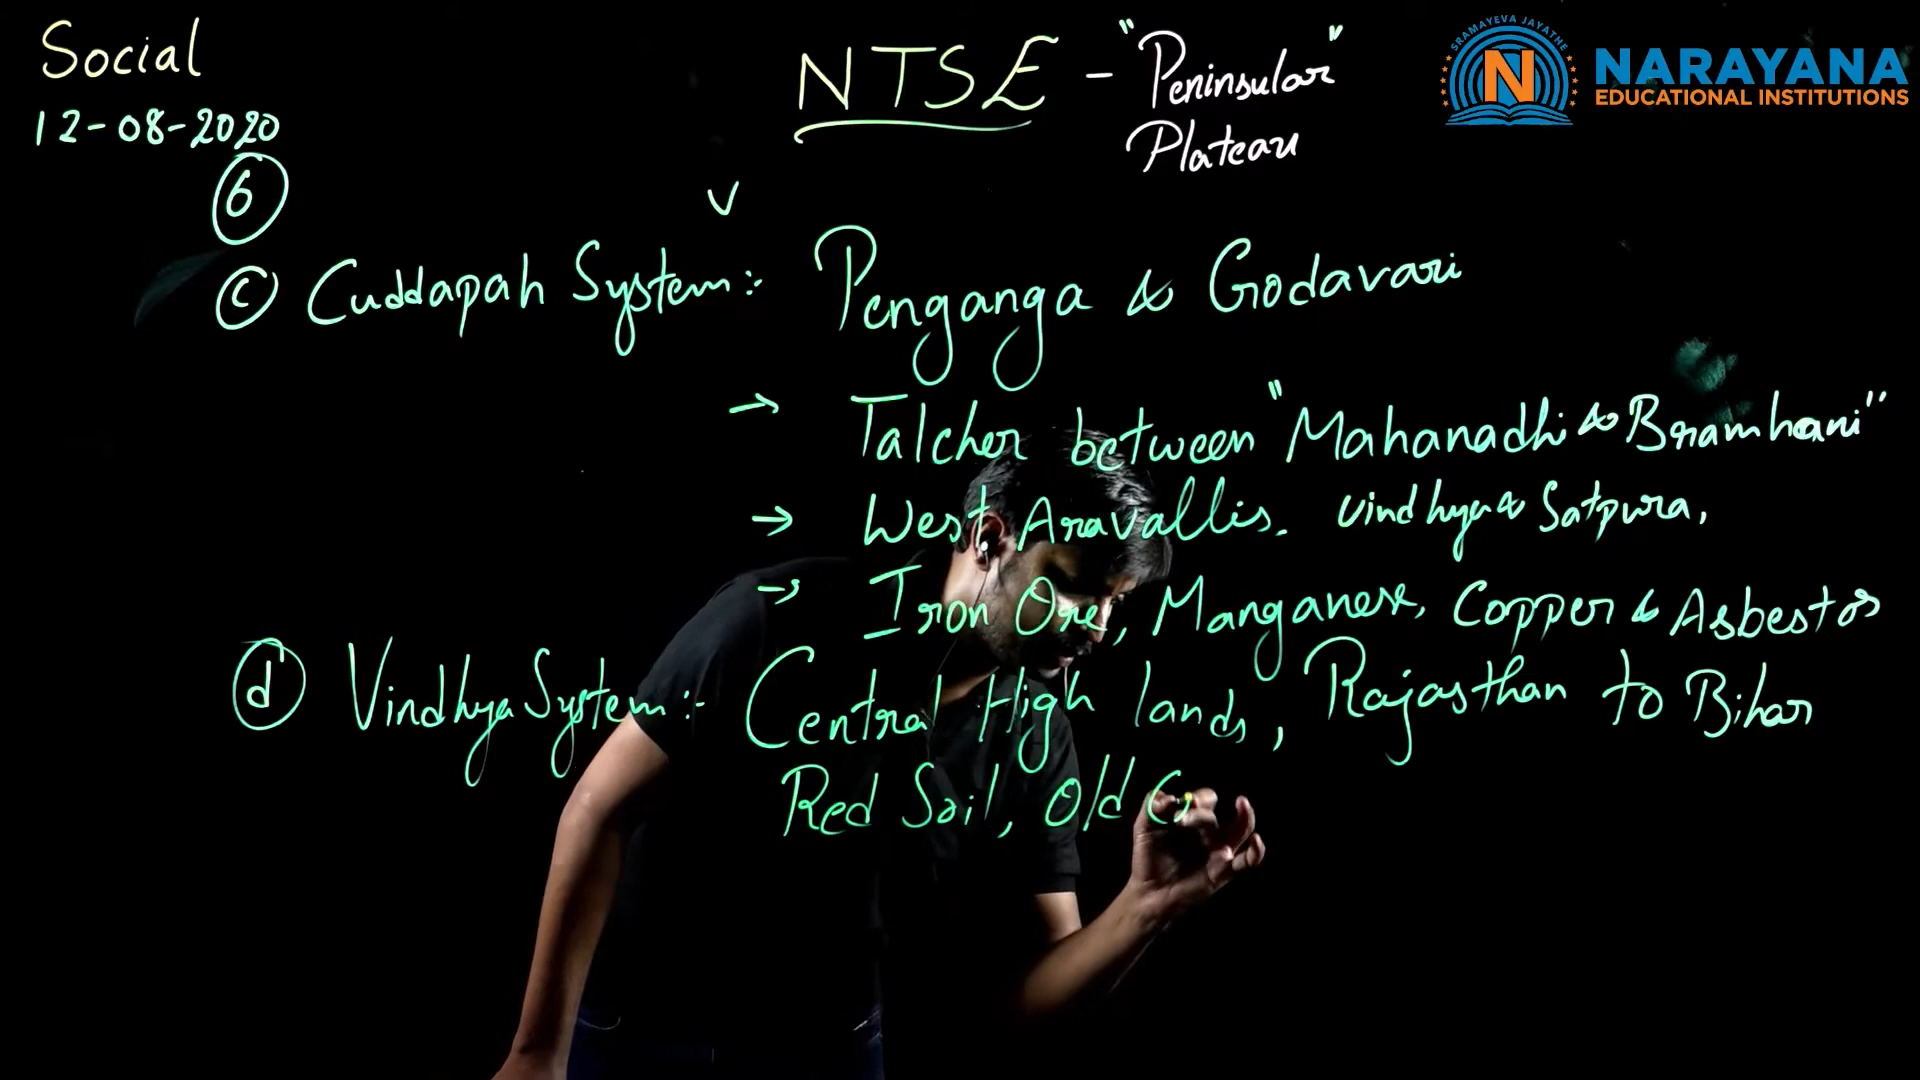 Social
12-08-2020
NTSE - "Peninsular"
Plateau
SRAMAYEVA JAYATHE
N
NARAYANA
EDUCATIONAL INSTITUTIONS
6
c Cuddapah System:- Penganga & Godavari
→ Talcher between "Mahanadhi & Bramhani"
→ West Aravallis. Vindhya & Satpura,
→ Iron Ore, Manganese, Copper & Asbestos
d Vindhya System:- Central High lands, Rajasthan to Bihar
Red Soil, Old